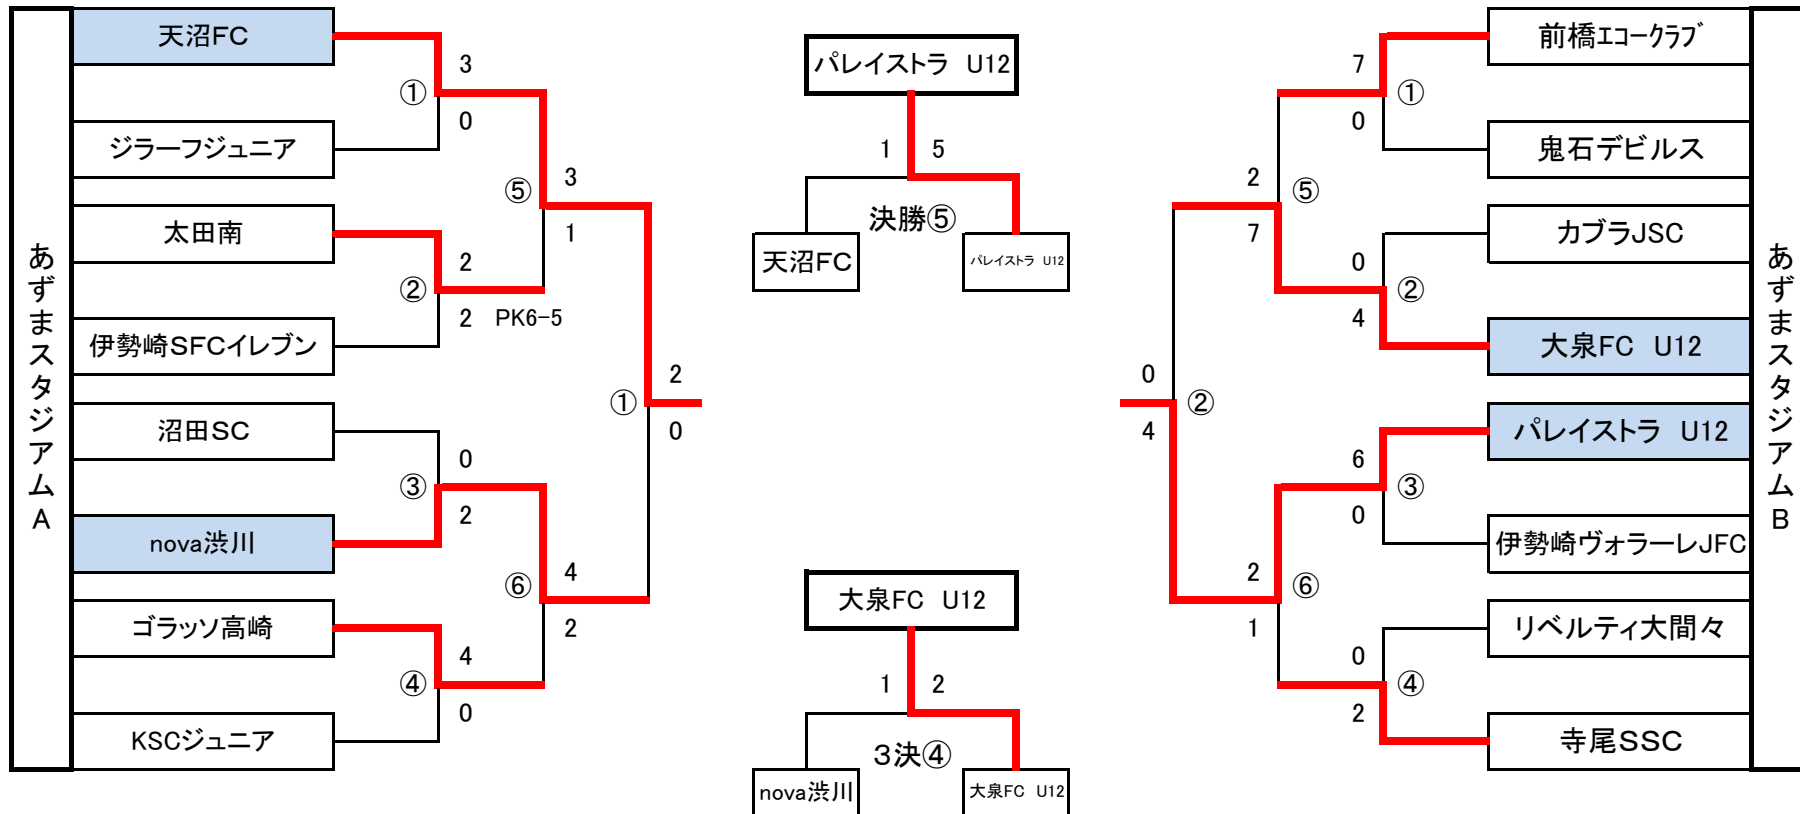 あずまスタジアムA
天沼FC
ジラーフジュニア
太田南
伊勢崎SFCイレブン
沼田SC
nova渋川
ゴラッソ高崎
KSCジュニア
3
①
0
2
②
2 PK6-5
0
③
2
4
④
0
3
⑤
1
4
⑥
2
2
①
0
パレイストラ U12
1 5
決勝⑤
天沼FC
パレイストラ U12
大泉FC U12
1 2
3決④
nova渋川
大泉FC U12
0
②
4
2
⑤
7
2
⑥
1
7
①
0
0
②
4
6
③
0
0
④
2
前橋エコークラブ
鬼石デビルス
カブラJSC
大泉FC U12
パレイストラ U12
伊勢崎ヴォラーレJFC
リベルティ大間々
寺尾SSC
あずまスタジアムB